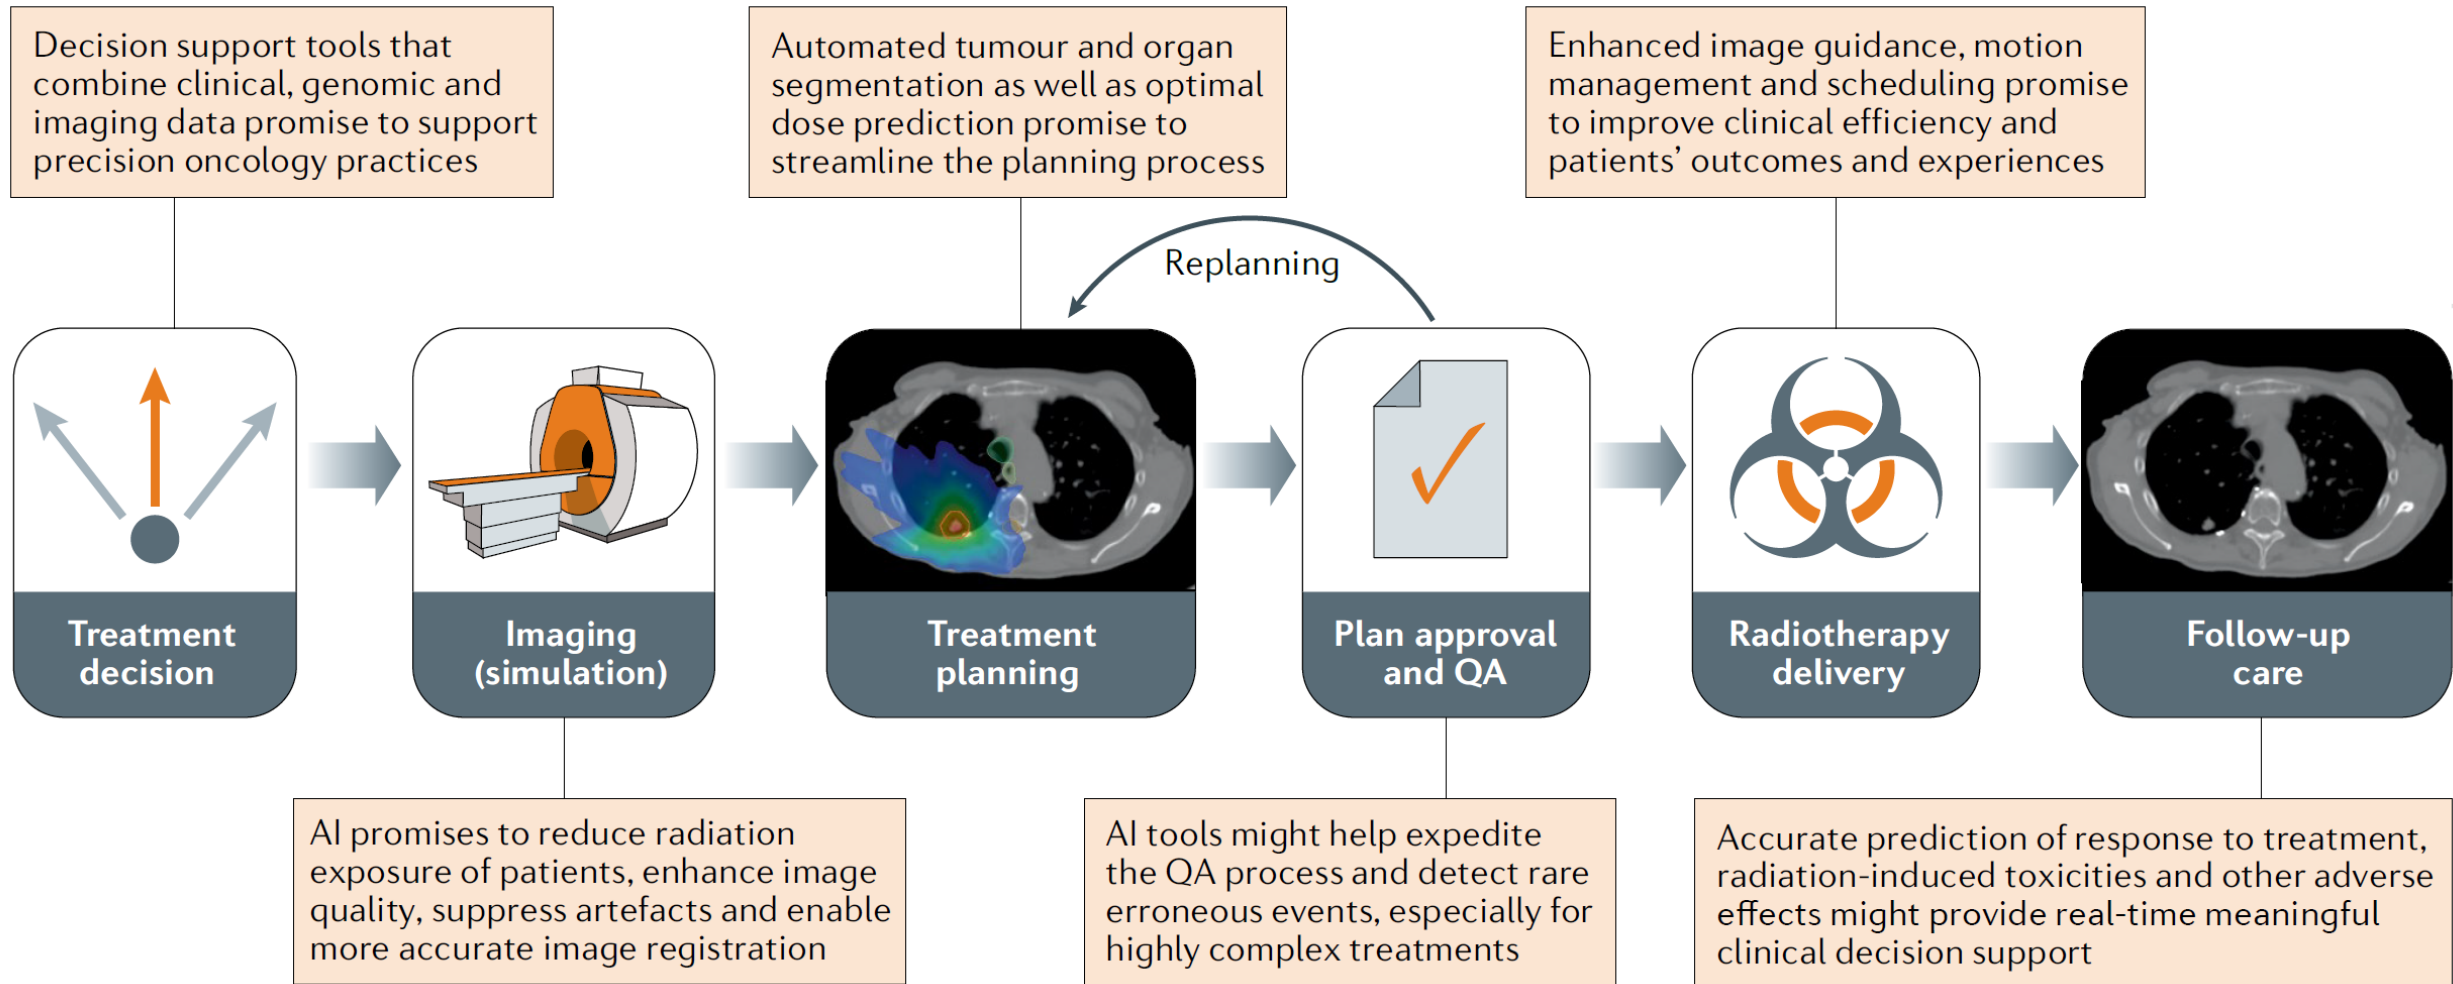 Decision support tools that
combine clinical, genomic and
imaging data promise to support
precision oncology practices
Automated tumour and organ
segmentation as well as optimal
dose prediction promise to
streamline the planning process
Enhanced image guidance, motion
management and scheduling promise
to improve clinical efficiency and
patients’ outcomes and experiences
Replanning
Treatment
decision
Imaging
(simulation)
Treatment
planning
Plan approval
and QA
Radiotherapy
delivery
Follow-up
care
AI promises to reduce radiation
exposure of patients, enhance image
quality, suppress artefacts and enable
more accurate image registration
AI tools might help expedite
the QA process and detect rare
erroneous events, especially for
highly complex treatments
Accurate prediction of response to treatment,
radiation-induced toxicities and other adverse
effects might provide real-time meaningful
clinical decision support